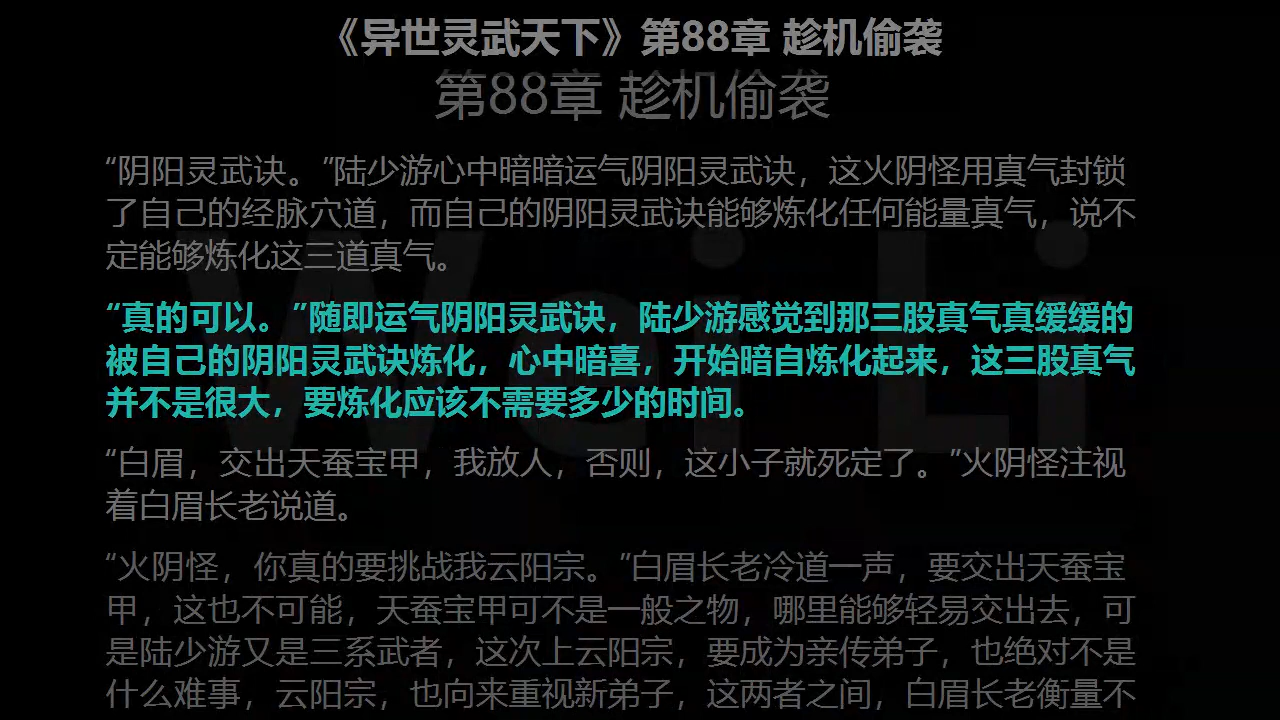 《异世灵武天下》第88章 趁机偷袭
第88章 趁机偷袭
“阴阳灵武诀。”陆少游心中暗暗运气阴阳灵武诀，这火阴怪用真气封锁
了自己的经脉穴道，而自己的阴阳灵武诀能够炼化任何能量真气，说不
定能够炼化这三道真气。
“真的可以。”随即运气阴阳灵武诀，陆少游感觉到那三股真气真缓缓的
被自己的阴阳灵武诀炼化，心中暗喜，开始暗自炼化起来，这三股真气
并不是很大，要炼化应该不需要多少的时间。
“白眉，交出天蚕宝甲，我放人，否则，这小子就死定了。”火阴怪注视
着白眉长老说道。
“火阴怪，你真的要挑战我云阳宗。”白眉长老冷道一声，要交出天蚕宝
甲，这也不可能，天蚕宝甲可不是一般之物，哪里能够轻易交出去，可
是陆少游又是三系武者，这次上云阳宗，要成为亲传弟子，也绝对不是
什么难事，云阳宗，也向来重视新弟子，这两者之间，白眉长老衡量不
Wei Li